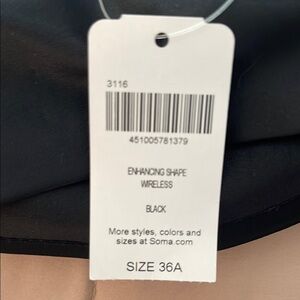 3116
451005781379
ENHANCING SHAPE
WIRELESS
BLACK
More styles, colors and
sizes at Soma.com
SIZE 36A